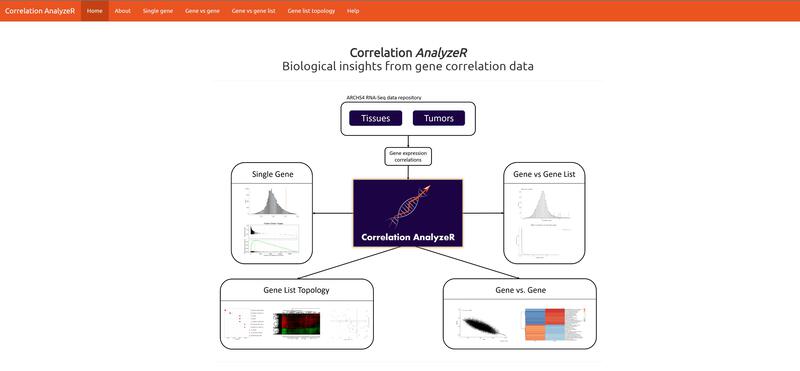 Correlation AnalyzeR Home About Single gene Gene vs gene Gene vs gene list Gene list topology Help
Correlation AnalyzeR
Biological insights from gene correlation data
ARCHS4 RNA-Seq data repository
Tissues Tumors
Gene expression
correlations
Single Gene
Gene vs Gene List
Correlation AnalyzeR
Gene List Topology
Gene vs. Gene